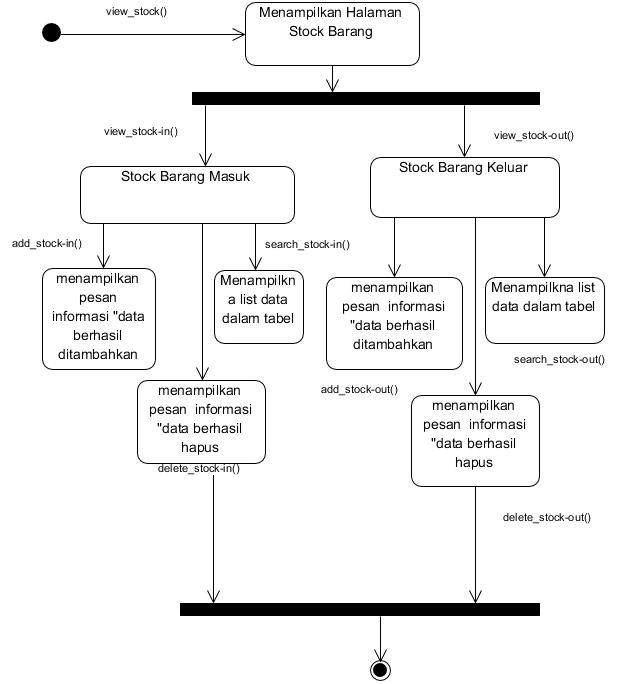 view_stock()
Menampilkan Halaman
Stock Barang
view_stock-in()
view_stock-out()
Stock Barang Masuk
Stock Barang Keluar
add_stock-in()
search_stock-in()
menampilkan
pesan
informasi "data
berhasil
ditambahkan
Menampilkn
a list data
dalam tabel
menampilkan
pesan informasi
"data berhasil
ditambahkan
Menampilkna list
data dalam tabel
search_stock-out()
add_stock-out()
menampilkan
pesan informasi
"data berhasil
hapus
delete_stock-in()
menampilkan
pesan informasi
"data berhasil
hapus
delete_stock-out()